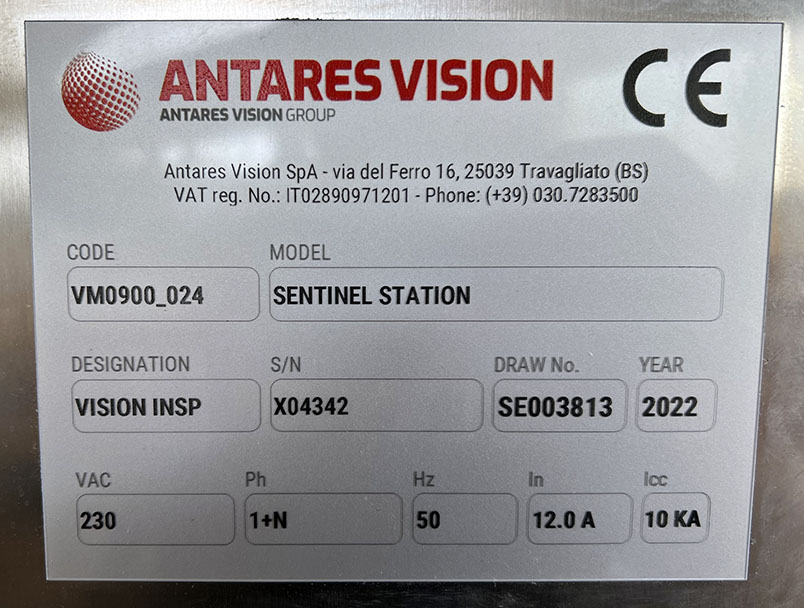 ANTARES VISION
ANTARES VISION GROUP
CE
Antares Vision SpA - via del Ferro 16, 25039 Travagliato (BS)
VAT reg. No.: IT02890971201 - Phone: (+39) 030.7283500
CODE MODEL
VM0900_024 SENTINEL STATION
DESIGNATION S/N DRAW No. YEAR
VISION INSP X04342 SE003813 2022
VAC Ph Hz In Icc
230 1+N 50 12.0 A 10 KA